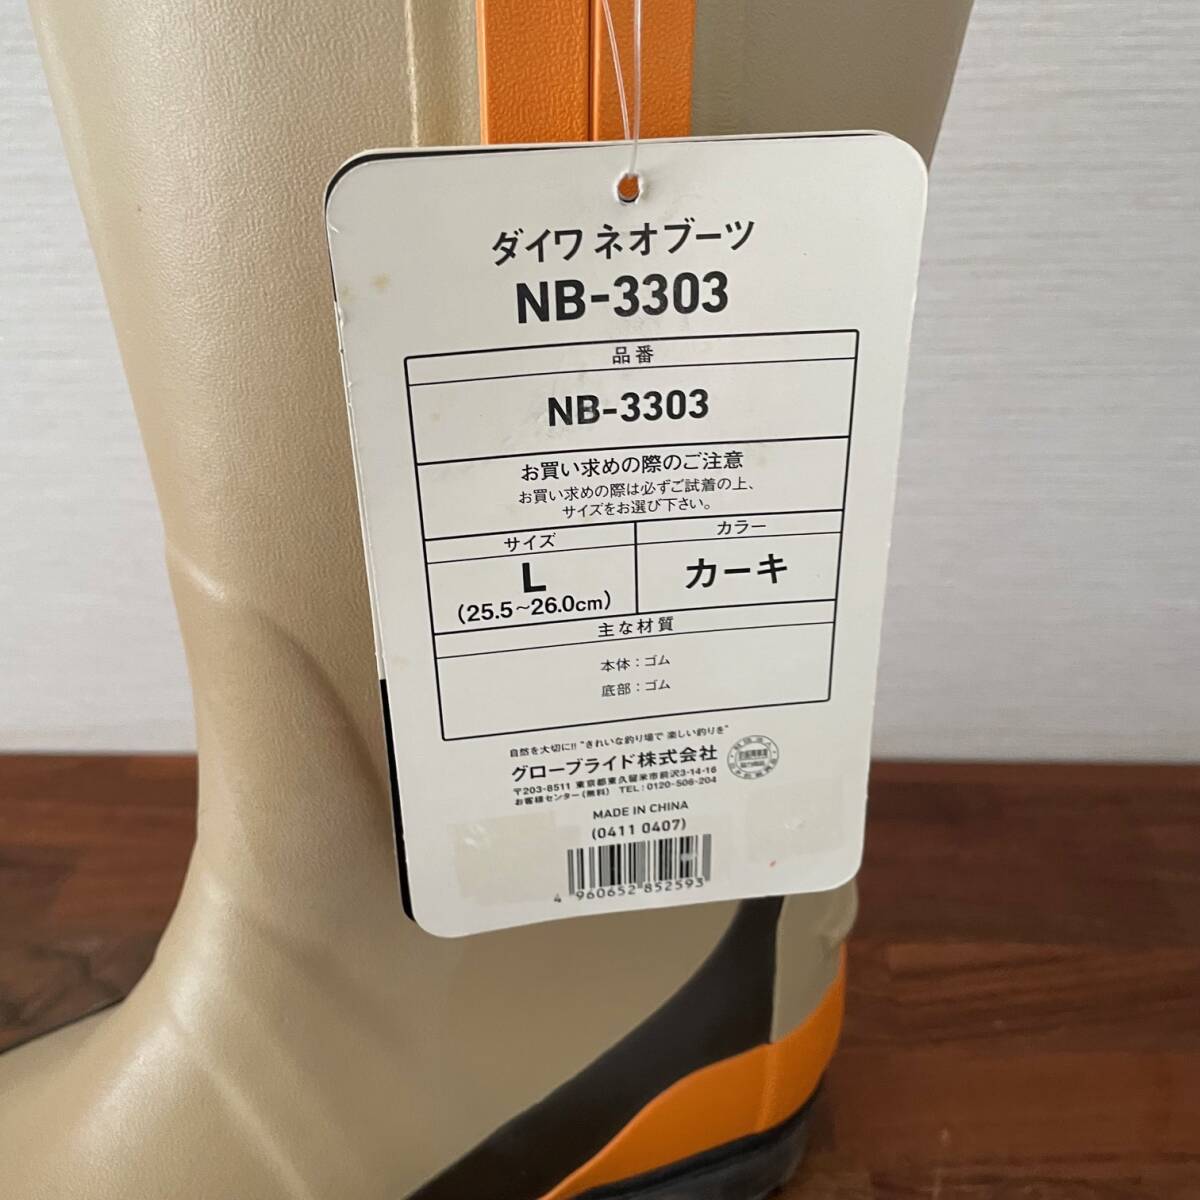 ダイワ ネオブーツ
NB-3303
品番
NB-3303
お買い求めの際のご注意
お買い求めの際は必ずご試着の上、
サイズをお選び下さい。
サイズ
カラー
L
(25.5~26.0cm)
カーキ
主な材質
本体：ゴム
底部：ゴム
自然を大切に!! "きれいな釣り場で 楽しい釣りを"
グローブライド株式会社
〒203-8511 東京都東久留米市前沢3-14-16
お客様センター(無料) TEL：0120-506-204
MADE IN CHINA
(0411 0407)
4 960652 852593